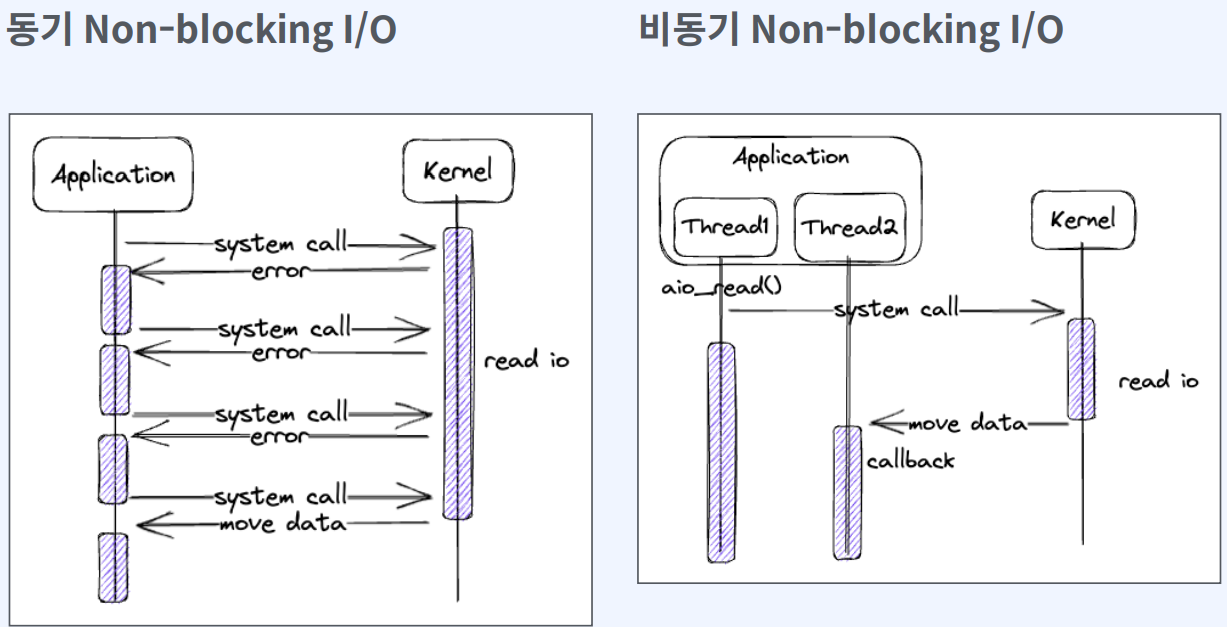 동기 Non-blocking I/O
Application
Kernel
system call
error
system call
error
read io
system call
error
system call
move data
비동기 Non-blocking I/O
Application
Thread1
Thread2
Kernel
aio_read()
system call
read io
move data
callback